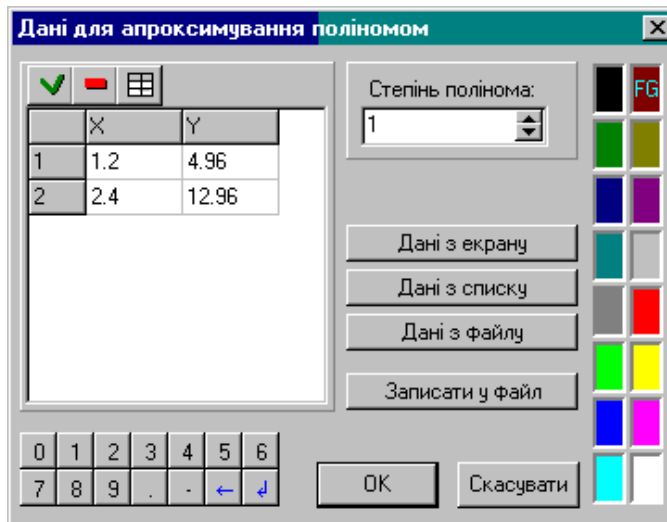 Дані для апроксимування поліномом
X Y
1 1.2 4.96
2 2.4 12.96
Степінь полінома:
1
Дані з екрану
Дані з списку
Дані з файлу
Записати у файл
FG
0 1 2 3 4 5 6
7 8 9 . - ← ↲
OK
Скасувати